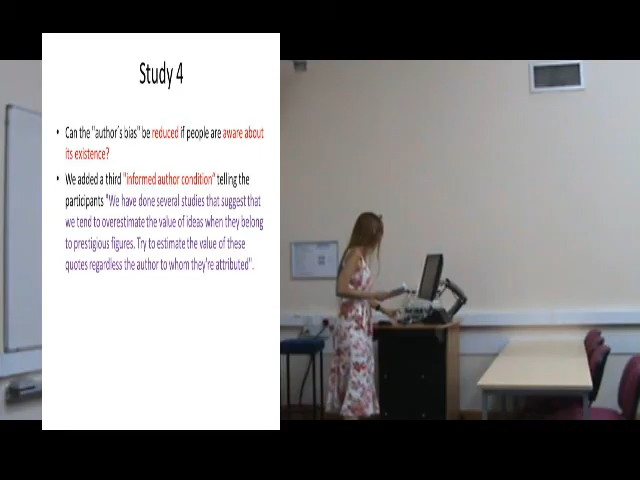 Study 4
• Can the "author's bias" be reduced if people are aware about
its existence?
• We added a third "informed author condition" telling the
participants "We have done several studies that suggest that
we tend to overestimate the value of ideas when they belong
to prestigious figures. Try to estimate the value of these
quotes regardless the author to whom they're attributed".